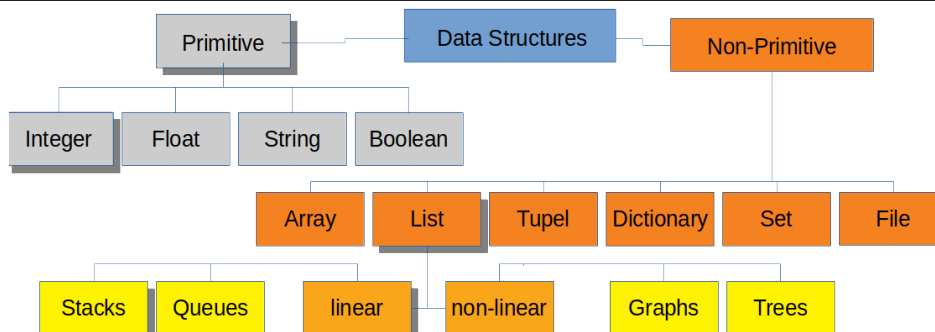 Primitive
Data Structures
Non-Primitive
Integer
Float
String
Boolean
Array
List
Tupel
Dictionary
Set
File
Stacks
Queues
linear
non-linear
Graphs
Trees